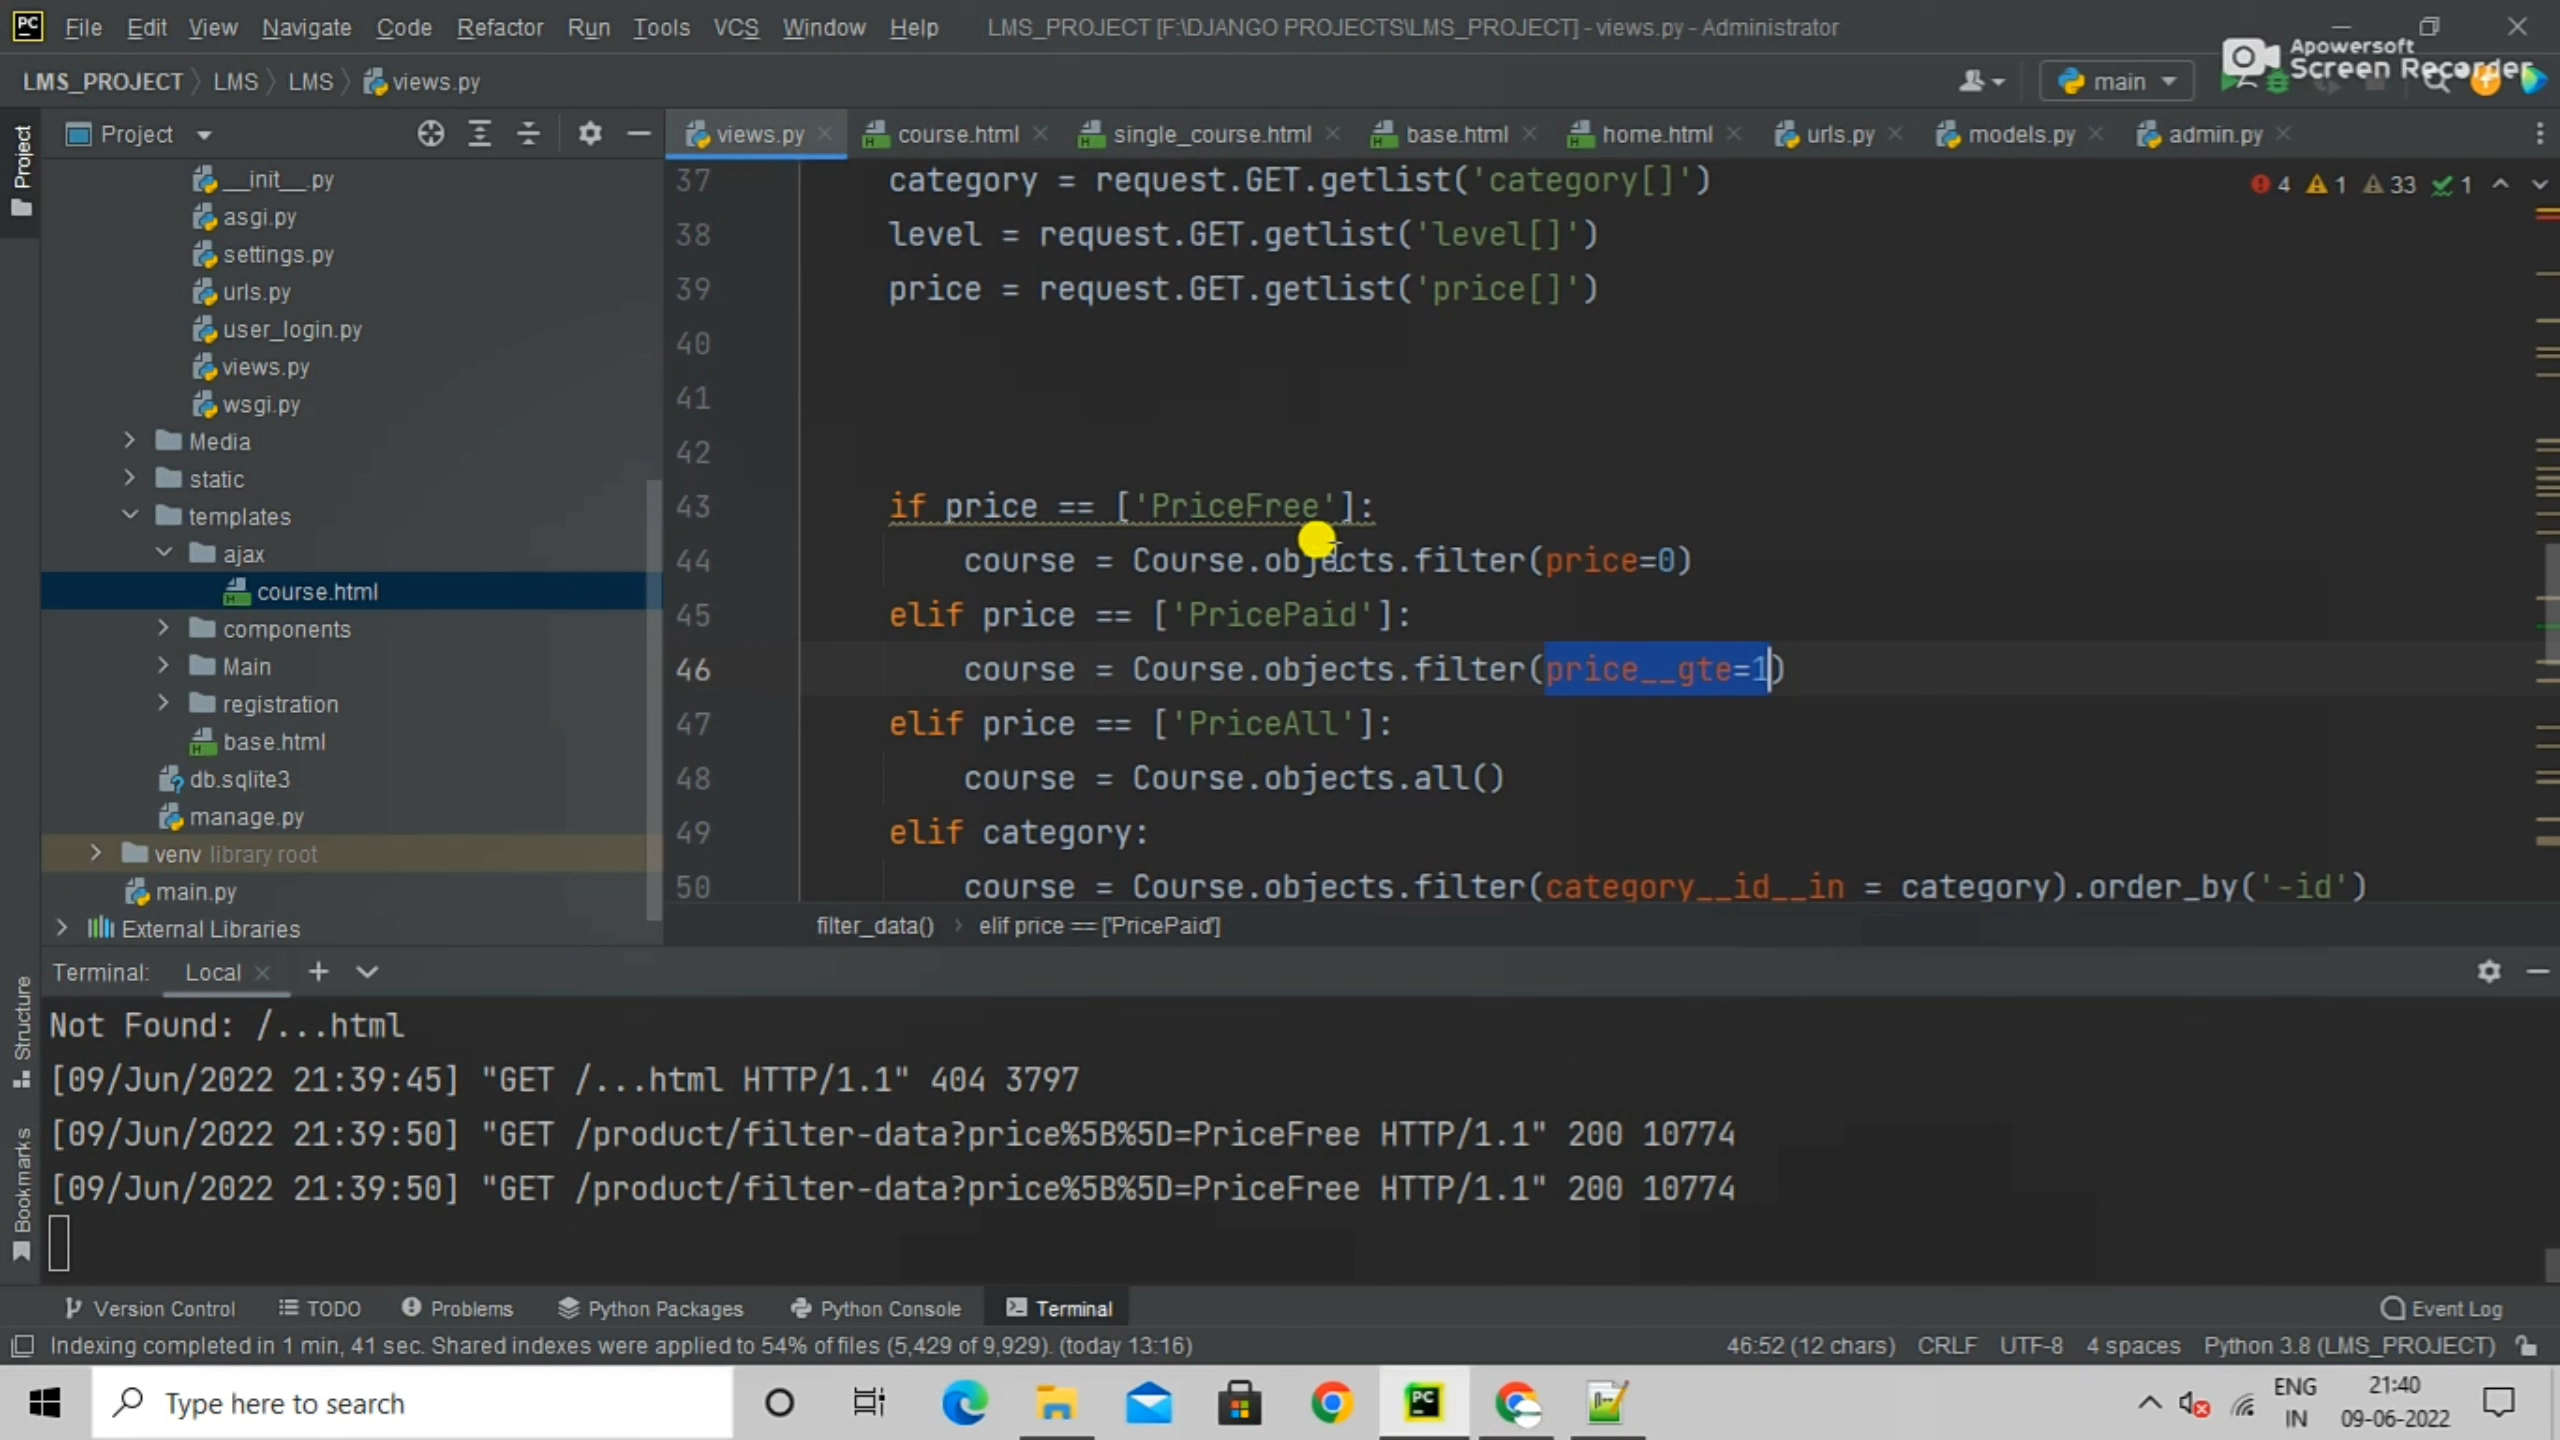 PC File Edit View Navigate Code Refactor Run Tools VCS Window Help LMS_PROJECT [F:\DJANGO PROJECTS\LMS_PROJECT] - views.py - Administrator
Apowersoft
Screen Recorder
LMS_PROJECT LMS LMS views.py main
Project
Project views.py course.html single_course.html base.html home.html urls.py models.py admin.py
__init__.py
asgi.py
settings.py
urls.py
user_login.py
views.py
wsgi.py
Media
static
templates
ajax
course.html
components
Main
registration
base.html
db.sqlite3
manage.py
venv library root
main.py
External Libraries
4 1 33 1
37 category = request.GET.getlist('category[]')
38 level = request.GET.getlist('level[]')
39 price = request.GET.getlist('price[]')
40
41
42
43 if price == ['PriceFree']:
44 course = Course.objects.filter(price=0)
45 elif price == ['PricePaid']:
46 course = Course.objects.filter(price__gte=1)
47 elif price == ['PriceAll']:
48 course = Course.objects.all()
49 elif category:
50 course = Course.objects.filter(category__id__in = category).order_by('-id')
filter_data() elif price == ['PricePaid']
Structure
Bookmarks
Terminal: Local
Not Found: /...html
[09/Jun/2022 21:39:45] "GET /...html HTTP/1.1" 404 3797
[09/Jun/2022 21:39:50] "GET /product/filter-data?price%5B%5D=PriceFree HTTP/1.1" 200 10774
[09/Jun/2022 21:39:50] "GET /product/filter-data?price%5B%5D=PriceFree HTTP/1.1" 200 10774
Version Control TODO Problems Python Packages Python Console Terminal Event Log
Indexing completed in 1 min, 41 sec. Shared indexes were applied to 54% of files (5,429 of 9,929). (today 13:16) 46:52 (12 chars) CRLF UTF-8 4 spaces Python 3.8 (LMS_PROJECT)
Type here to search PC ENG 21:40
IN 09-06-2022